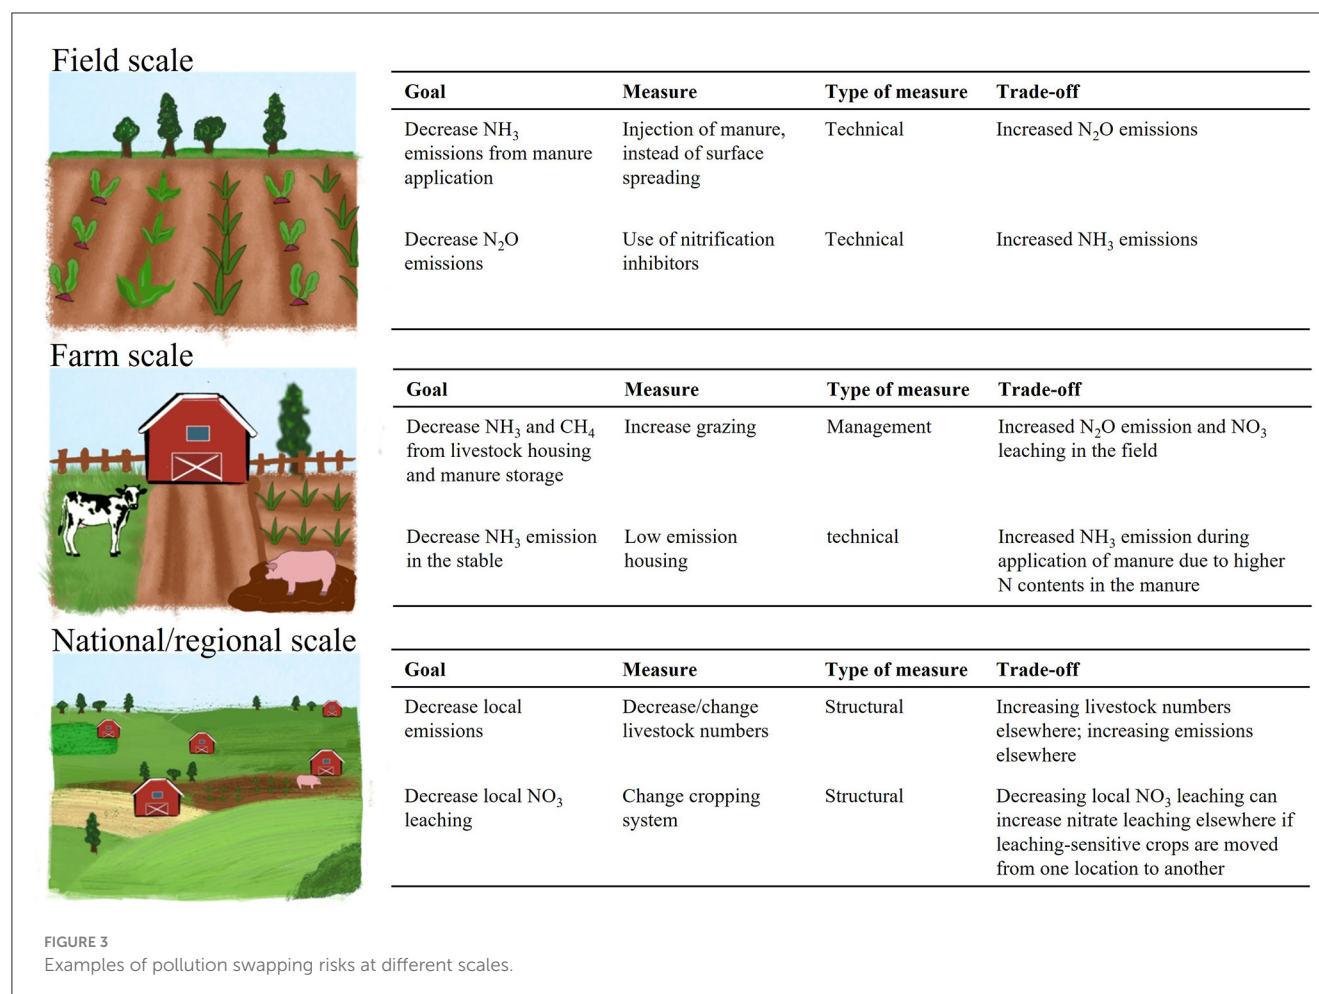 Field scale
Goal Measure Type of measure Trade-off
Decrease NH₃ Injection of manure, Technical Increased N₂O emissions
emissions from manure instead of surface
application spreading
Decrease N₂O Use of nitrification Technical Increased NH₃ emissions
emissions inhibitors
Farm scale
Goal Measure Type of measure Trade-off
Decrease NH₃ and CH₄ Increase grazing Management Increased N₂O emission and NO₃
from livestock housing leaching in the field
and manure storage
Decrease NH₃ emission Low emission technical Increased NH₃ emission during
in the stable housing application of manure due to higher
N contents in the manure
National/regional scale
Goal Measure Type of measure Trade-off
Decrease local Decrease/change Structural Increasing livestock numbers
emissions livestock numbers elsewhere; increasing emissions
elsewhere
Decrease local NO₃ Change cropping Structural Decreasing local NO₃ leaching can
leaching system increase nitrate leaching elsewhere if
leaching-sensitive crops are moved
from one location to another
FIGURE 3
Examples of pollution swapping risks at different scales.